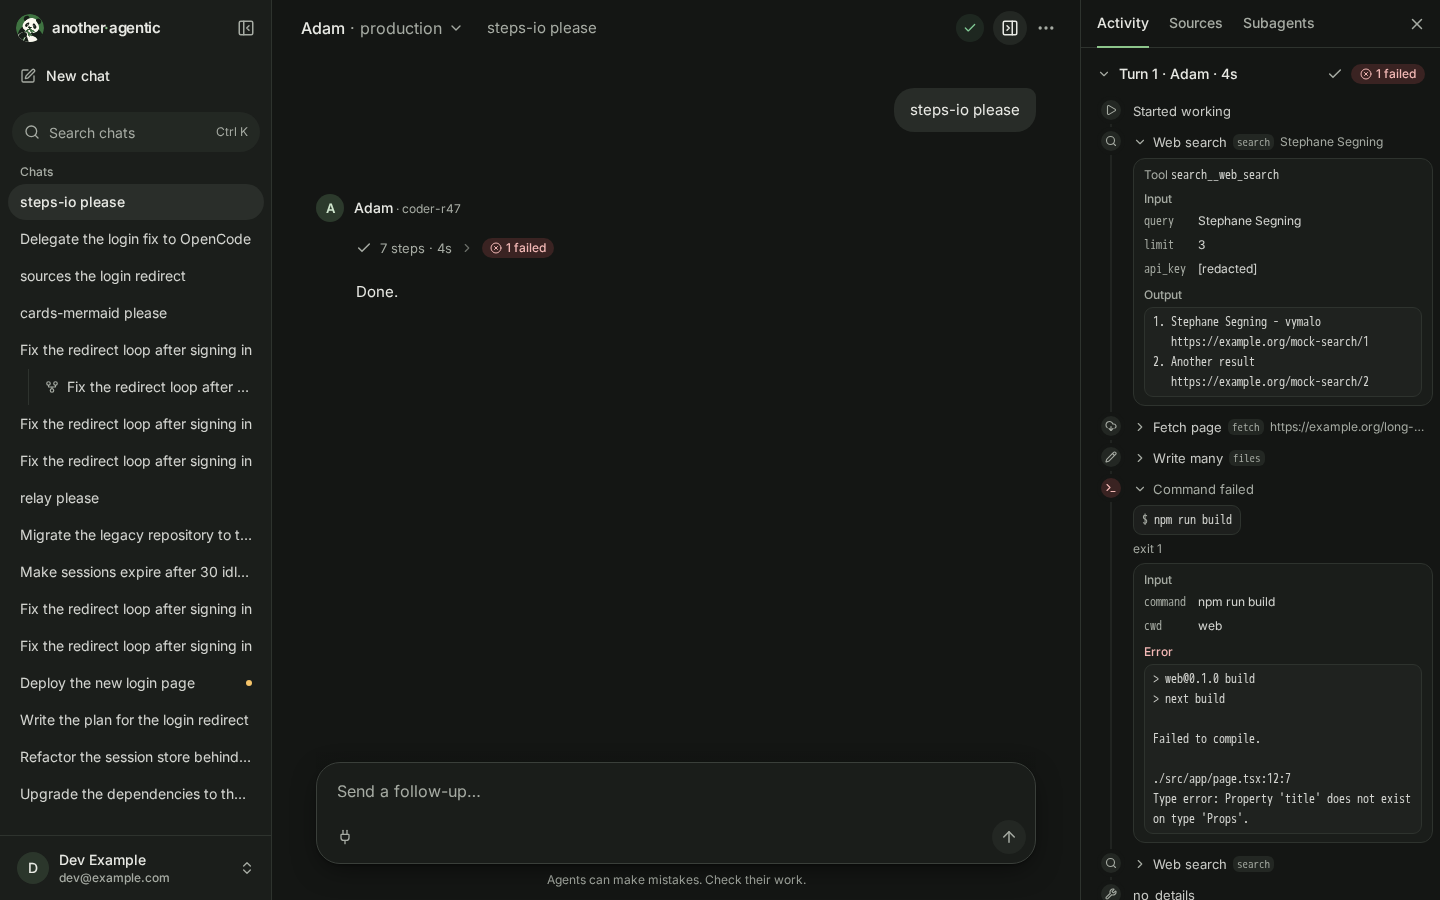 another·agentic
New chat
Search chats Ctrl K
Chats
steps-io please
Delegate the login fix to OpenCode
sources the login redirect
cards-mermaid please
Fix the redirect loop after signing in
Fix the redirect loop after ...
Fix the redirect loop after signing in
Fix the redirect loop after signing in
relay please
Migrate the legacy repository to t...
Make sessions expire after 30 idl...
Fix the redirect loop after signing in
Fix the redirect loop after signing in
Deploy the new login page
Write the plan for the login redirect
Refactor the session store behind...
Upgrade the dependencies to th...
D
Dev Example
dev@example.com
Adam · production steps-io please
steps-io please
A Adam · coder-r47
7 steps · 4s 1 failed
Done.
Send a follow-up...
Agents can make mistakes. Check their work.
Activity Sources Subagents
Turn 1 · Adam · 4s 1 failed
Started working
Web search search Stephane Segning
Tool search__web_search
Input
query Stephane Segning
limit 3
api_key [redacted]
Output
1. Stephane Segning - vymalo
https://example.org/mock-search/1
2. Another result
https://example.org/mock-search/2
Fetch page fetch https://example.org/long-...
Write many files
Command failed
$ npm run build
exit 1
Input
command npm run build
cwd web
Error
> web@0.1.0 build
> next build
Failed to compile.
./src/app/page.tsx:12:7
Type error: Property 'title' does not exist
on type 'Props'.
Web search search
no_details